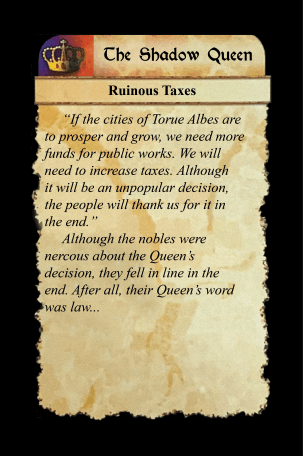 The Shadow Queen
Ruinous Taxes
“If the cities of Torue Albes are
to prosper and grow, we need more
funds for public works. We will
need to increase taxes. Although
it will be an unpopular decision,
the people will thank us for it in
the end.”
Although the nobles were
nercous about the Queen’s
decision, they fell in line in the
end. After all, their Queen’s word
was law...